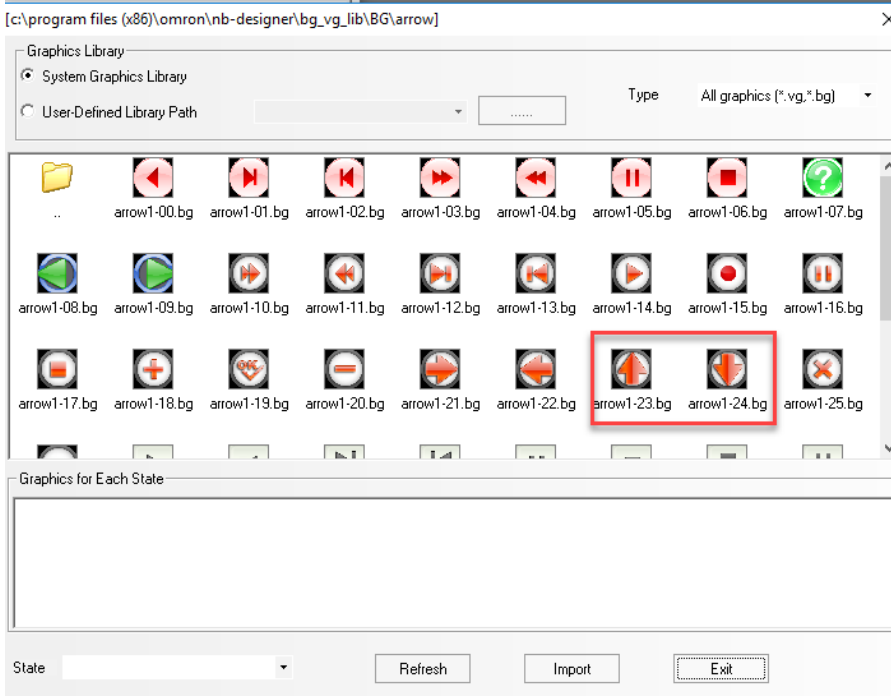 [c:\program files (x86)\omron\nb-designer\bg_vg_lib\BG\arrow]
Graphics Library
System Graphics Library
User-Defined Library Path
......
Type
All graphics (*.vg,*.bg)
..
arrow1-00.bg
arrow1-01.bg
arrow1-02.bg
arrow1-03.bg
arrow1-04.bg
arrow1-05.bg
arrow1-06.bg
arrow1-07.bg
arrow1-08.bg
arrow1-09.bg
arrow1-10.bg
arrow1-11.bg
arrow1-12.bg
arrow1-13.bg
arrow1-14.bg
arrow1-15.bg
arrow1-16.bg
OK
arrow1-17.bg
arrow1-18.bg
arrow1-19.bg
arrow1-20.bg
arrow1-21.bg
arrow1-22.bg
arrow1-23.bg
arrow1-24.bg
arrow1-25.bg
Graphics for Each State
State
Refresh
Import
Exit